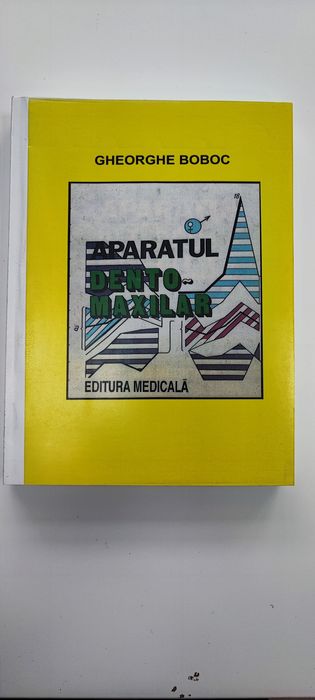 GHEORGHE BOBOC
APARATUL
DENTO
MAXILAR
EDITURA MEDICALĂ